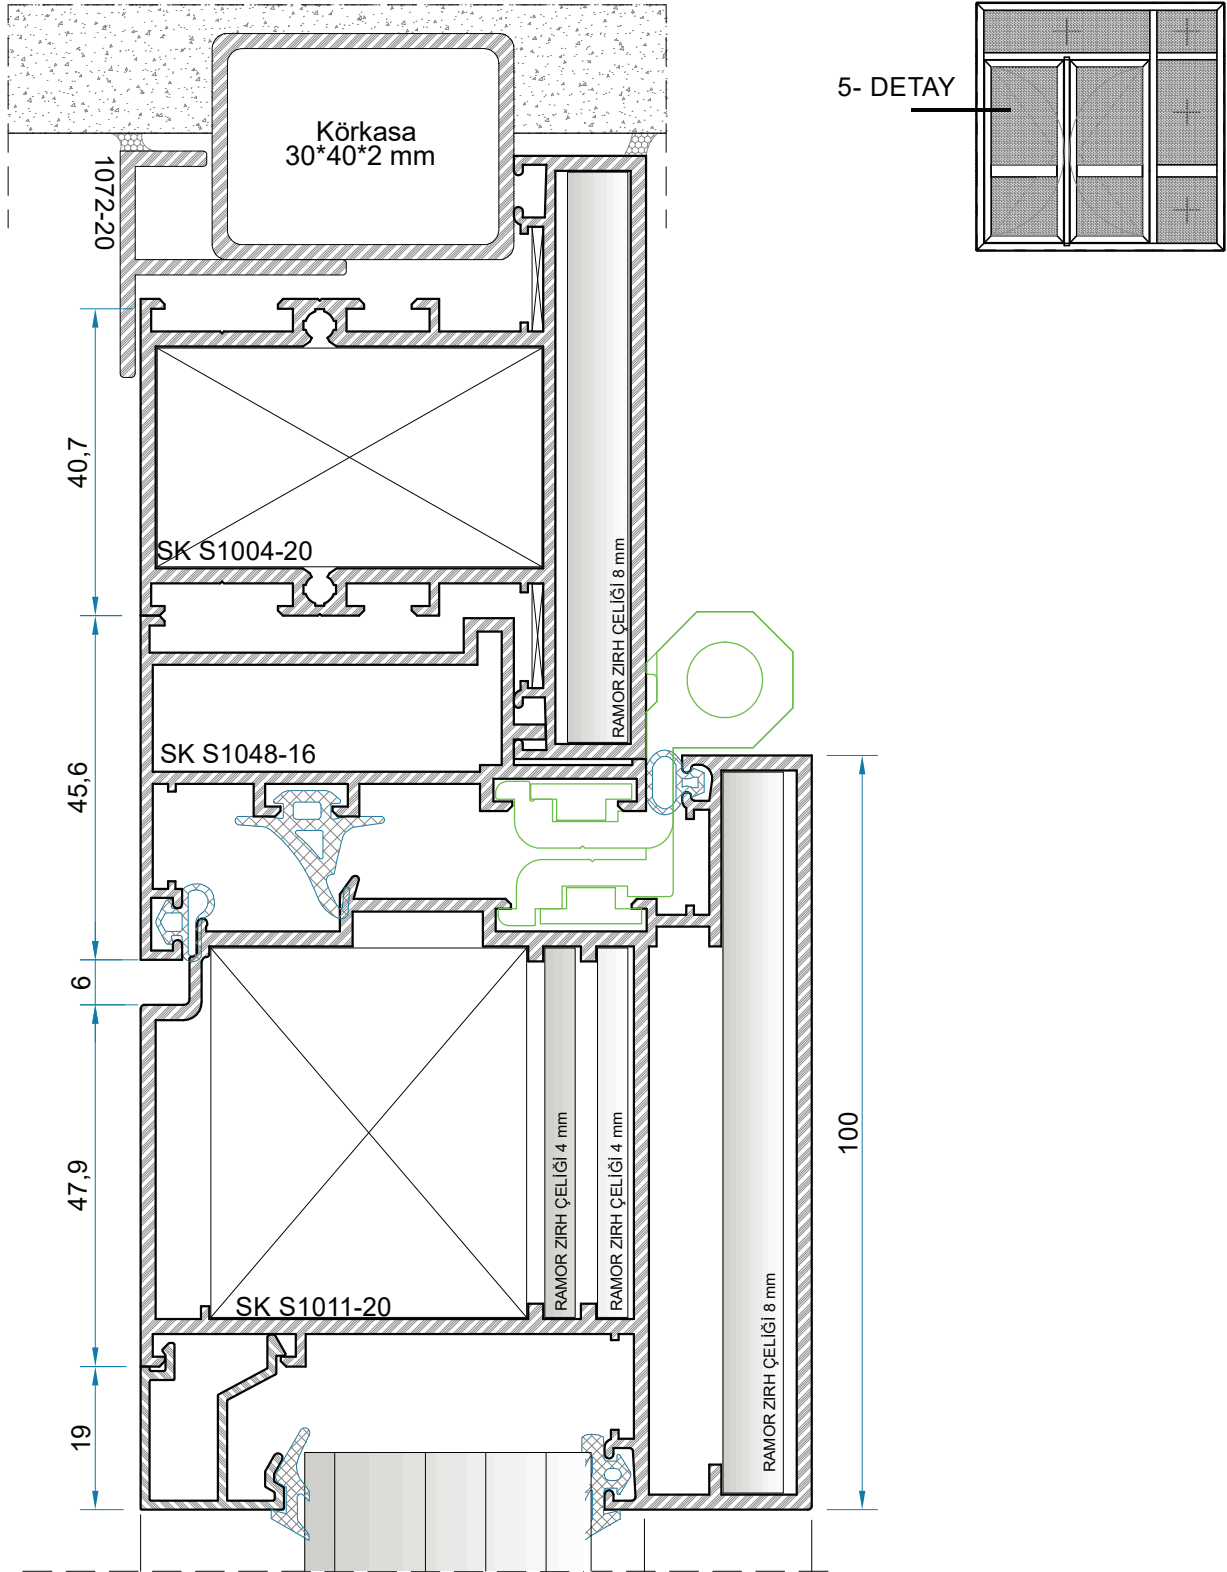 5- DETAY
Körkasa
30*40*2 mm
1072-20
40,7
SK S1004-20
RAMOR ZIRH ÇELİĞİ 8 mm
45,6
SK S1048-16
6
47,9
RAMOR ZIRH ÇELİĞİ 4 mm
RAMOR ZIRH ÇELİĞİ 4 mm
100
SK S1011-20
RAMOR ZIRH ÇELİĞİ 8 mm
19